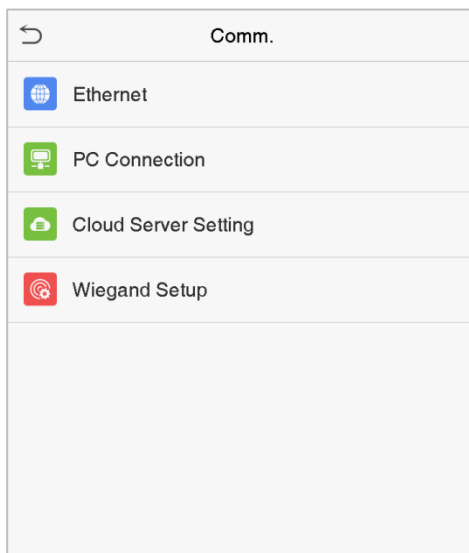 Comm.
Ethernet
PC Connection
Cloud Server Setting
Wiegand Setup